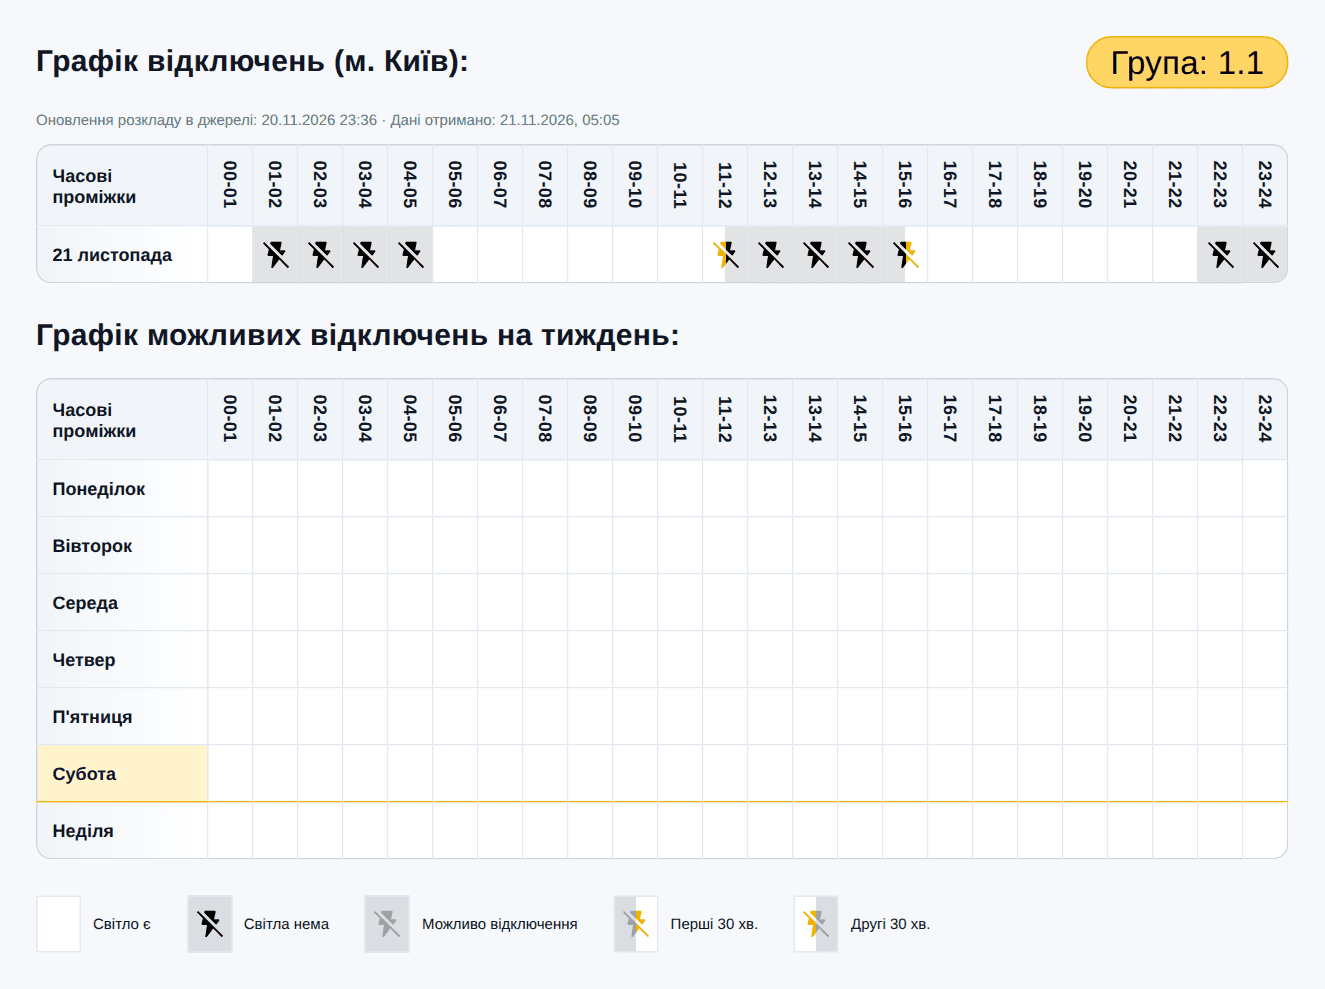 Графік відключень (м. Київ):
Група: 1.1
Оновлення розкладу в джерелі: 20.11.2026 23:36 · Дані отримано: 21.11.2026, 05:05
Часові
проміжки
00-01 01-02 02-03 03-04 04-05 05-06 06-07 07-08 08-09 09-10 10-11 11-12 12-13 13-14 14-15 15-16 16-17 17-18 18-19 19-20 20-21 21-22 22-23 23-24
21 листопада
Графік можливих відключень на тиждень:
Часові
проміжки
00-01 01-02 02-03 03-04 04-05 05-06 06-07 07-08 08-09 09-10 10-11 11-12 12-13 13-14 14-15 15-16 16-17 17-18 18-19 19-20 20-21 21-22 22-23 23-24
Понеділок
Вівторок
Середа
Четвер
П'ятниця
Субота
Неділя
Світло є
Світла нема
Можливо відключення
Перші 30 хв.
Другі 30 хв.